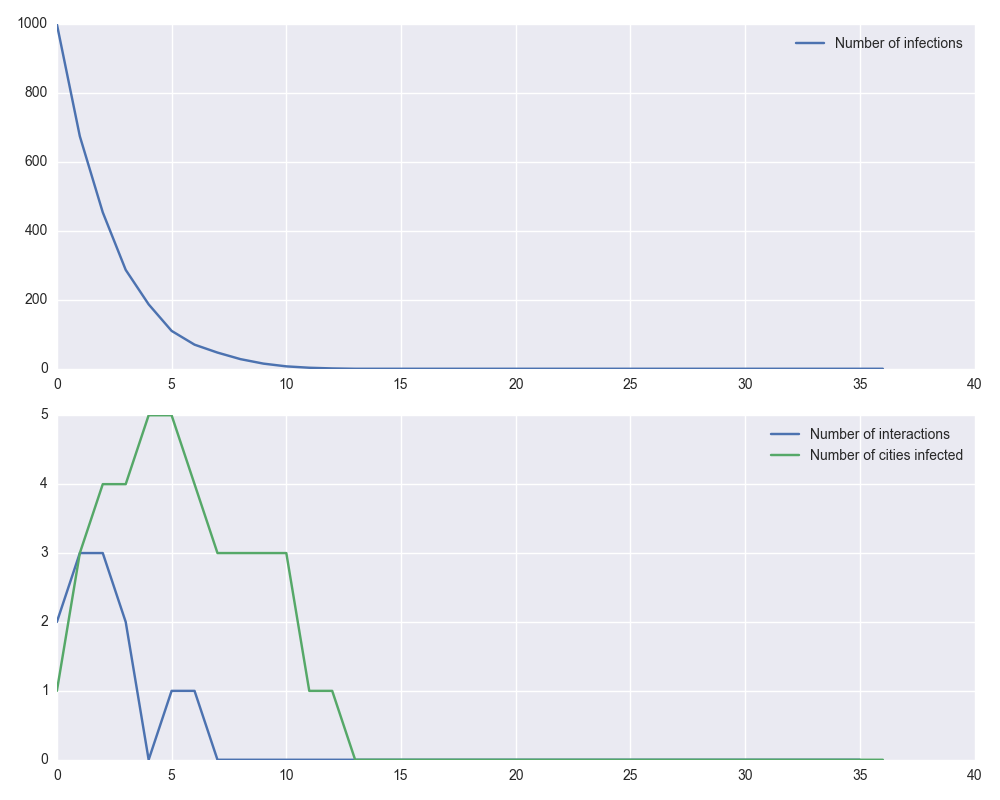 1000
Number of infections
800
600
400
200
0
0 5 10 15 20 25 30 35 40
5
Number of interactions
Number of cities infected
4
3
2
1
0
0 5 10 15 20 25 30 35 40